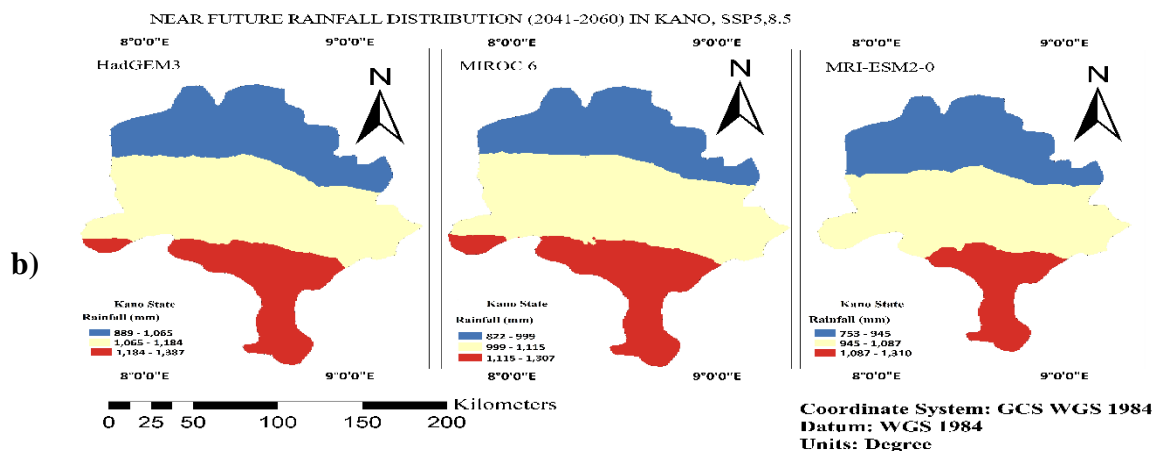 NEAR FUTURE RAINFALL DISTRIBUTION (2041-2060) IN KANO, SSP5,8.5
8°0'0"E 9°0'0"E 8°0'0"E 9°0'0"E 8°0'0"E 9°0'0"E
HadGEM3 MIROC 6 MRI-ESM2-0
N N N
b)
Kano State
Rainfall (mm)
889 - 1,065
1,065 - 1,184
1,184 - 1,387
Kano State
Rainfall (mm)
822 - 999
999 - 1,115
1,115 - 1,307
Kano State
Rainfall (mm)
753 - 945
945 - 1,087
1,087 - 1,310
8°0'0"E 9°0'0"E 8°0'0"E 9°0'0"E 8°0'0"E 9°0'0"E
Kilometers
0 25 50 100 150 200
Coordinate System: GCS WGS 1984
Datum: WGS 1984
Units: Degree